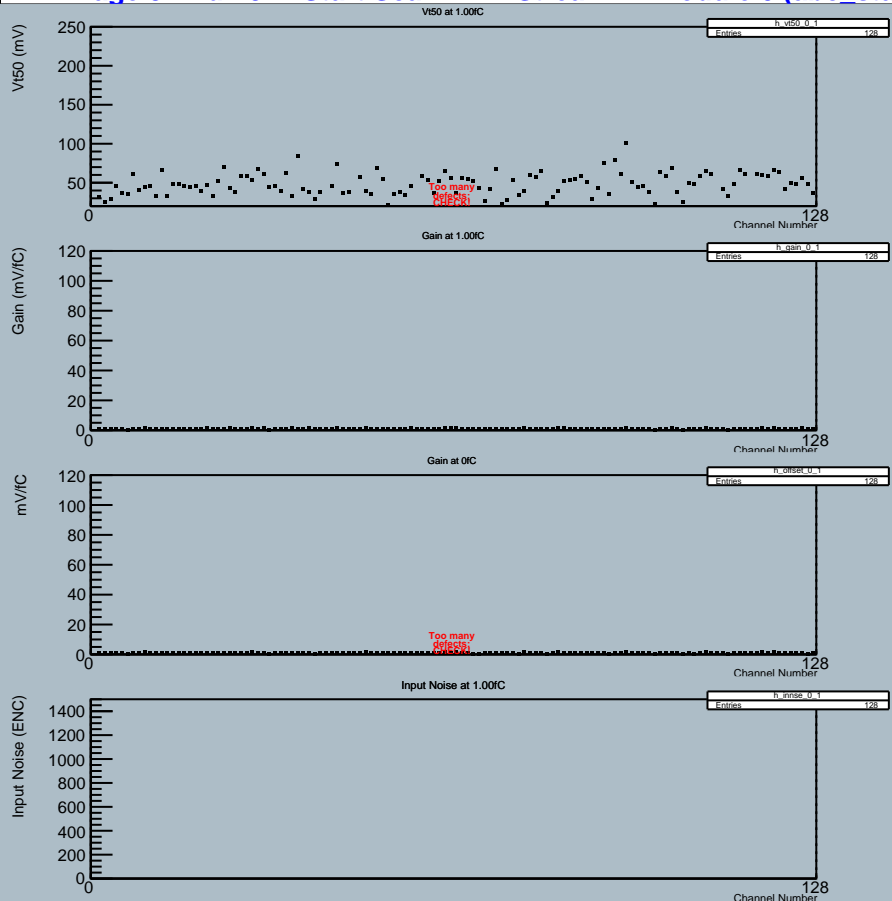 Vt50 at 1.00fC
h_vt50_0_1
Entries 128
Vt50 (mV)
250
200
150
100
50
Too many
defects:
CHECK!
0
128
Channel Number
Gain at 1.00fC
h_gain_0_1
Entries 128
Gain (mV/fC)
120
100
80
60
40
20
0
0
128
Channel Number
Gain at 0fC
h_offset_0_1
Entries 128
mV/fC
120
100
80
60
40
20
0
Too many
defects:
CHECK!
0
128
Channel Number
Input Noise at 1.00fC
h_innse_0_1
Entries 128
Input Noise (ENC)
1400
1200
1000
800
600
400
200
0
0
128
Channel Number